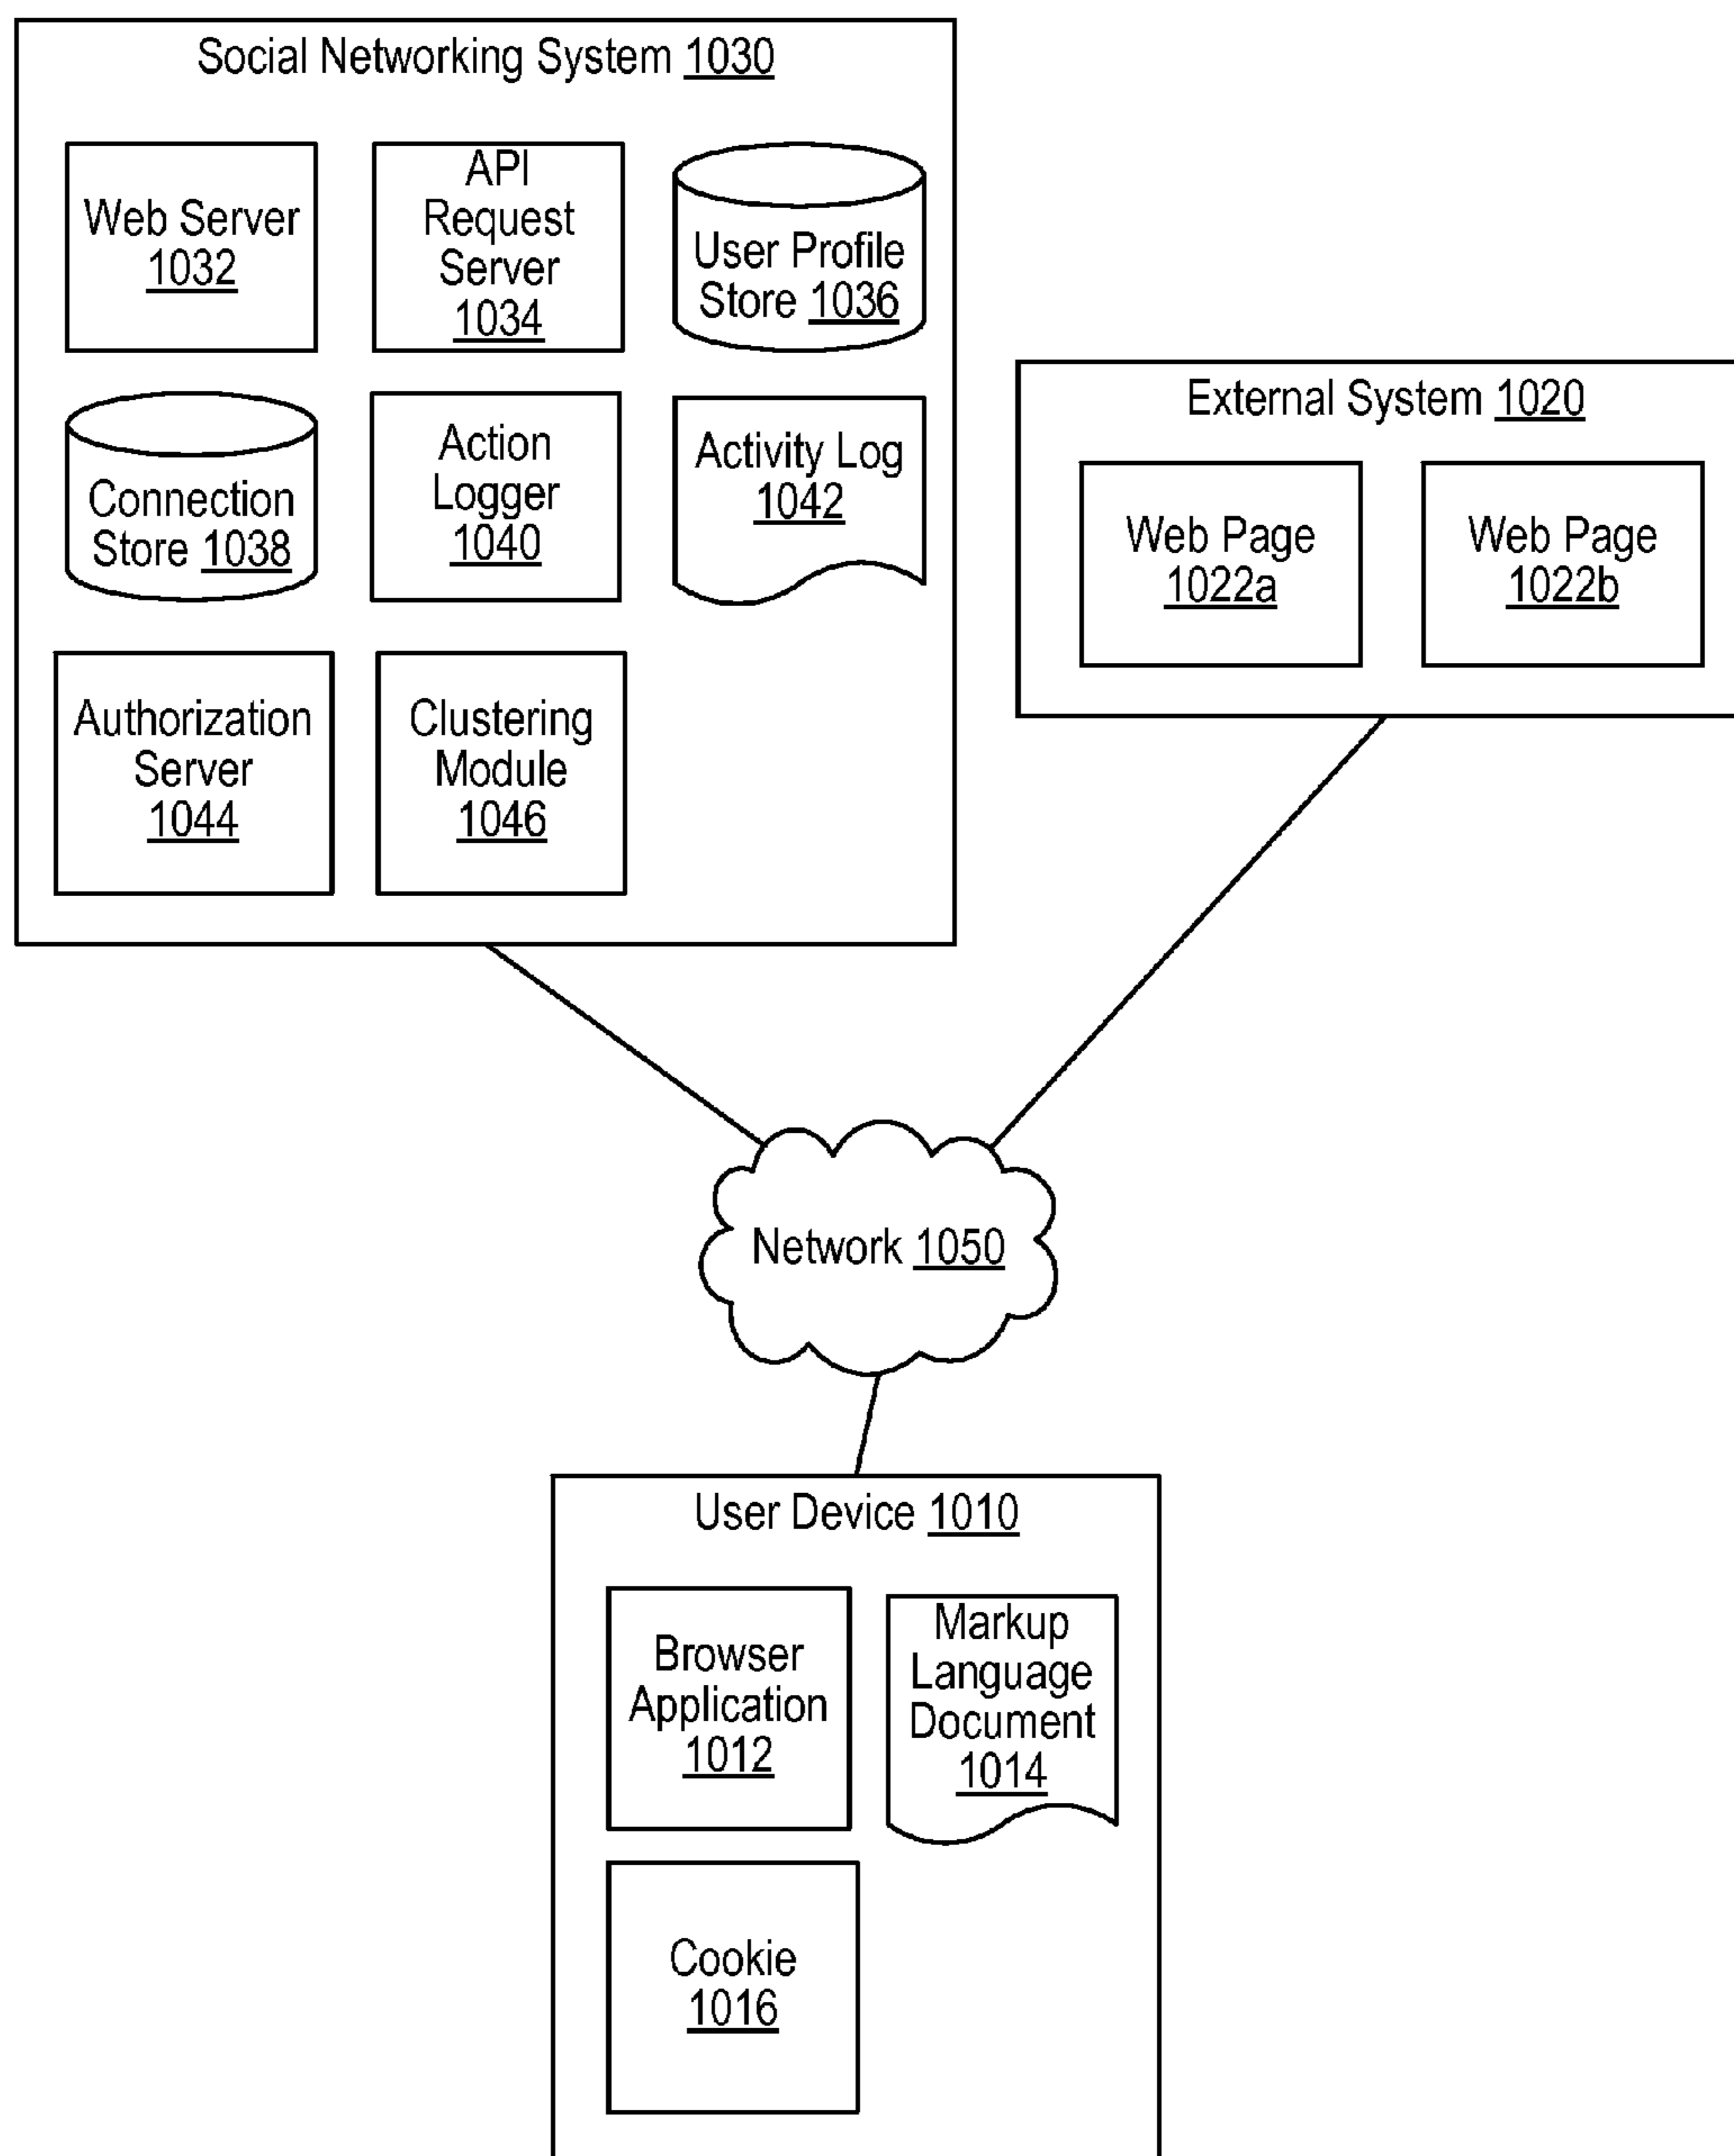 Social Networking System 1030
Web Server
1032
API
Request
Server
1034
User Profile
Store 1036
Connection
Store 1038
Action
Logger
1040
Activity Log
1042
Authorization
Server
1044
Clustering
Module
1046
External System 1020
Web Page
1022a
Web Page
1022b
Network 1050
User Device 1010
Browser
Application
1012
Markup
Language
Document
1014
Cookie
1016